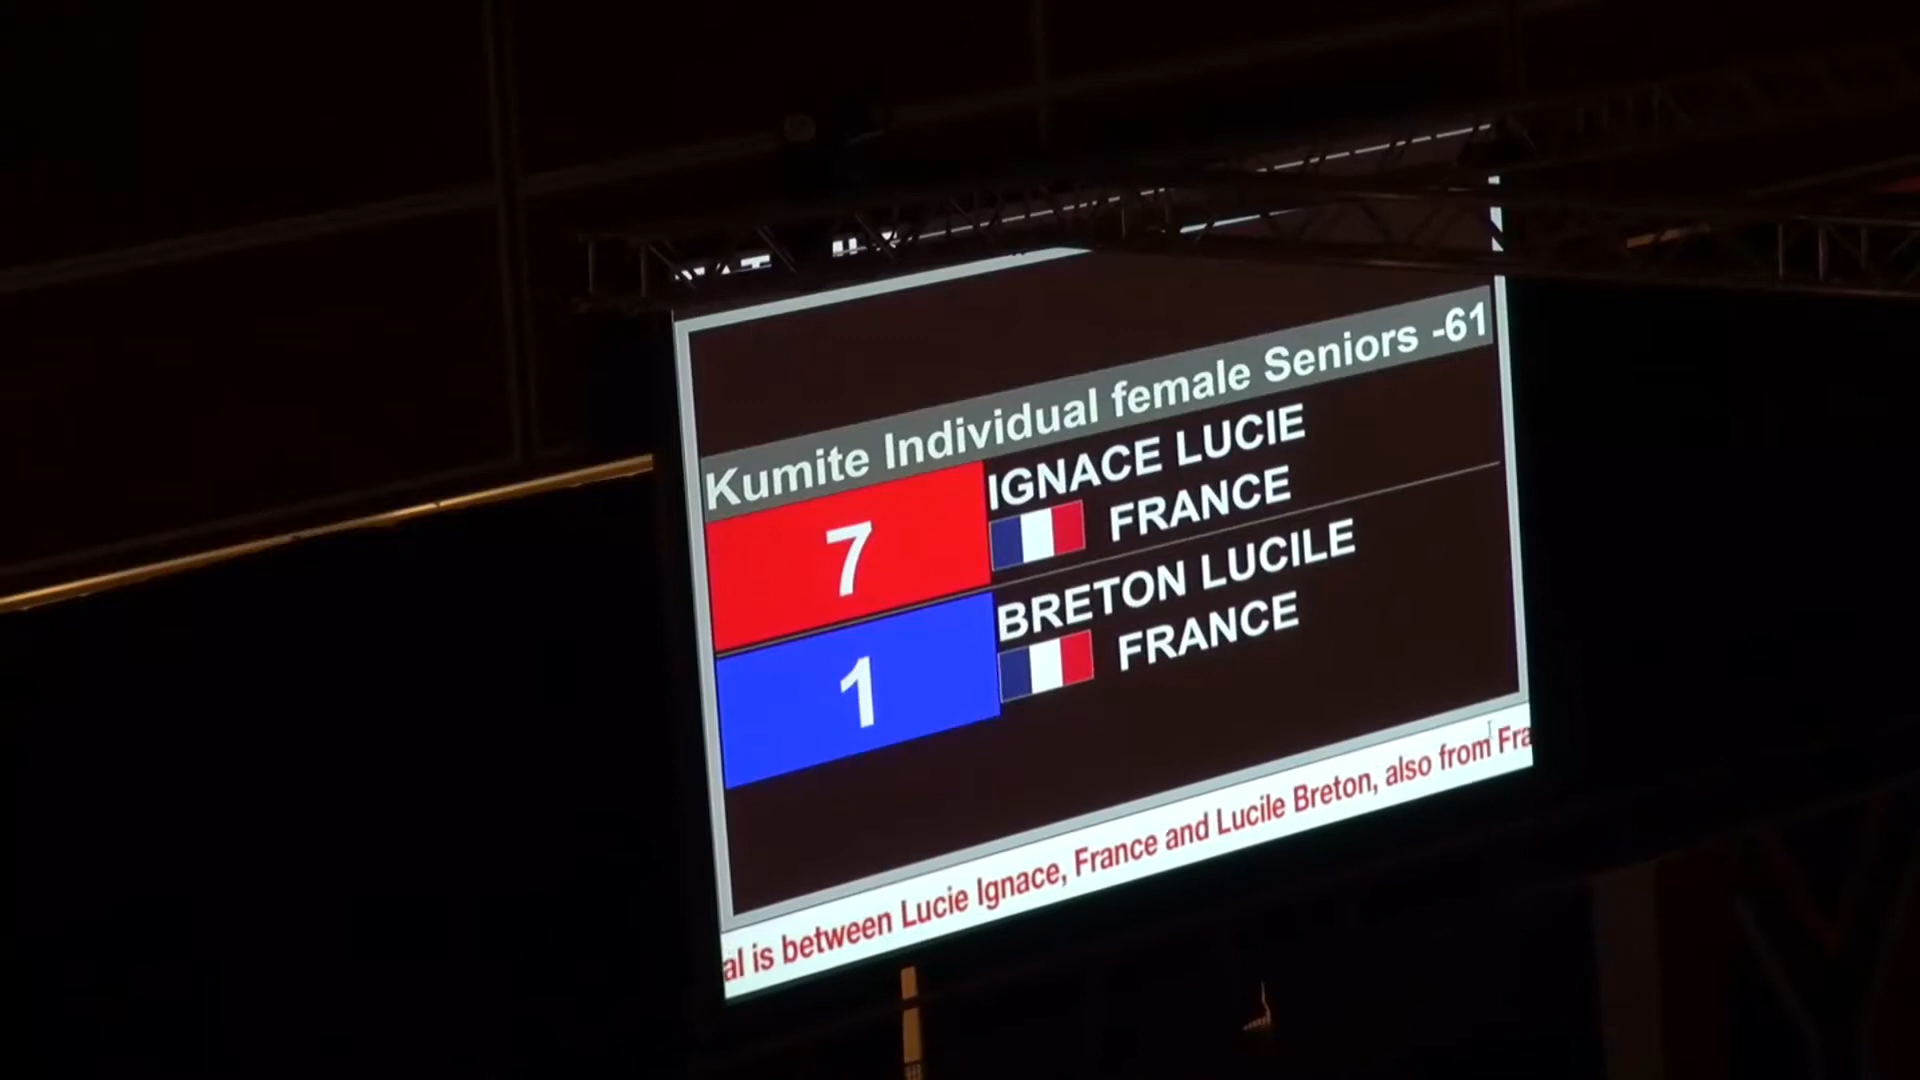 Kumite Individual female Seniors -61
7
IGNACE LUCIE
FRANCE
1
BRETON LUCILE
FRANCE
al is between Lucie Ignace, France and Lucile Breton, also from Fra